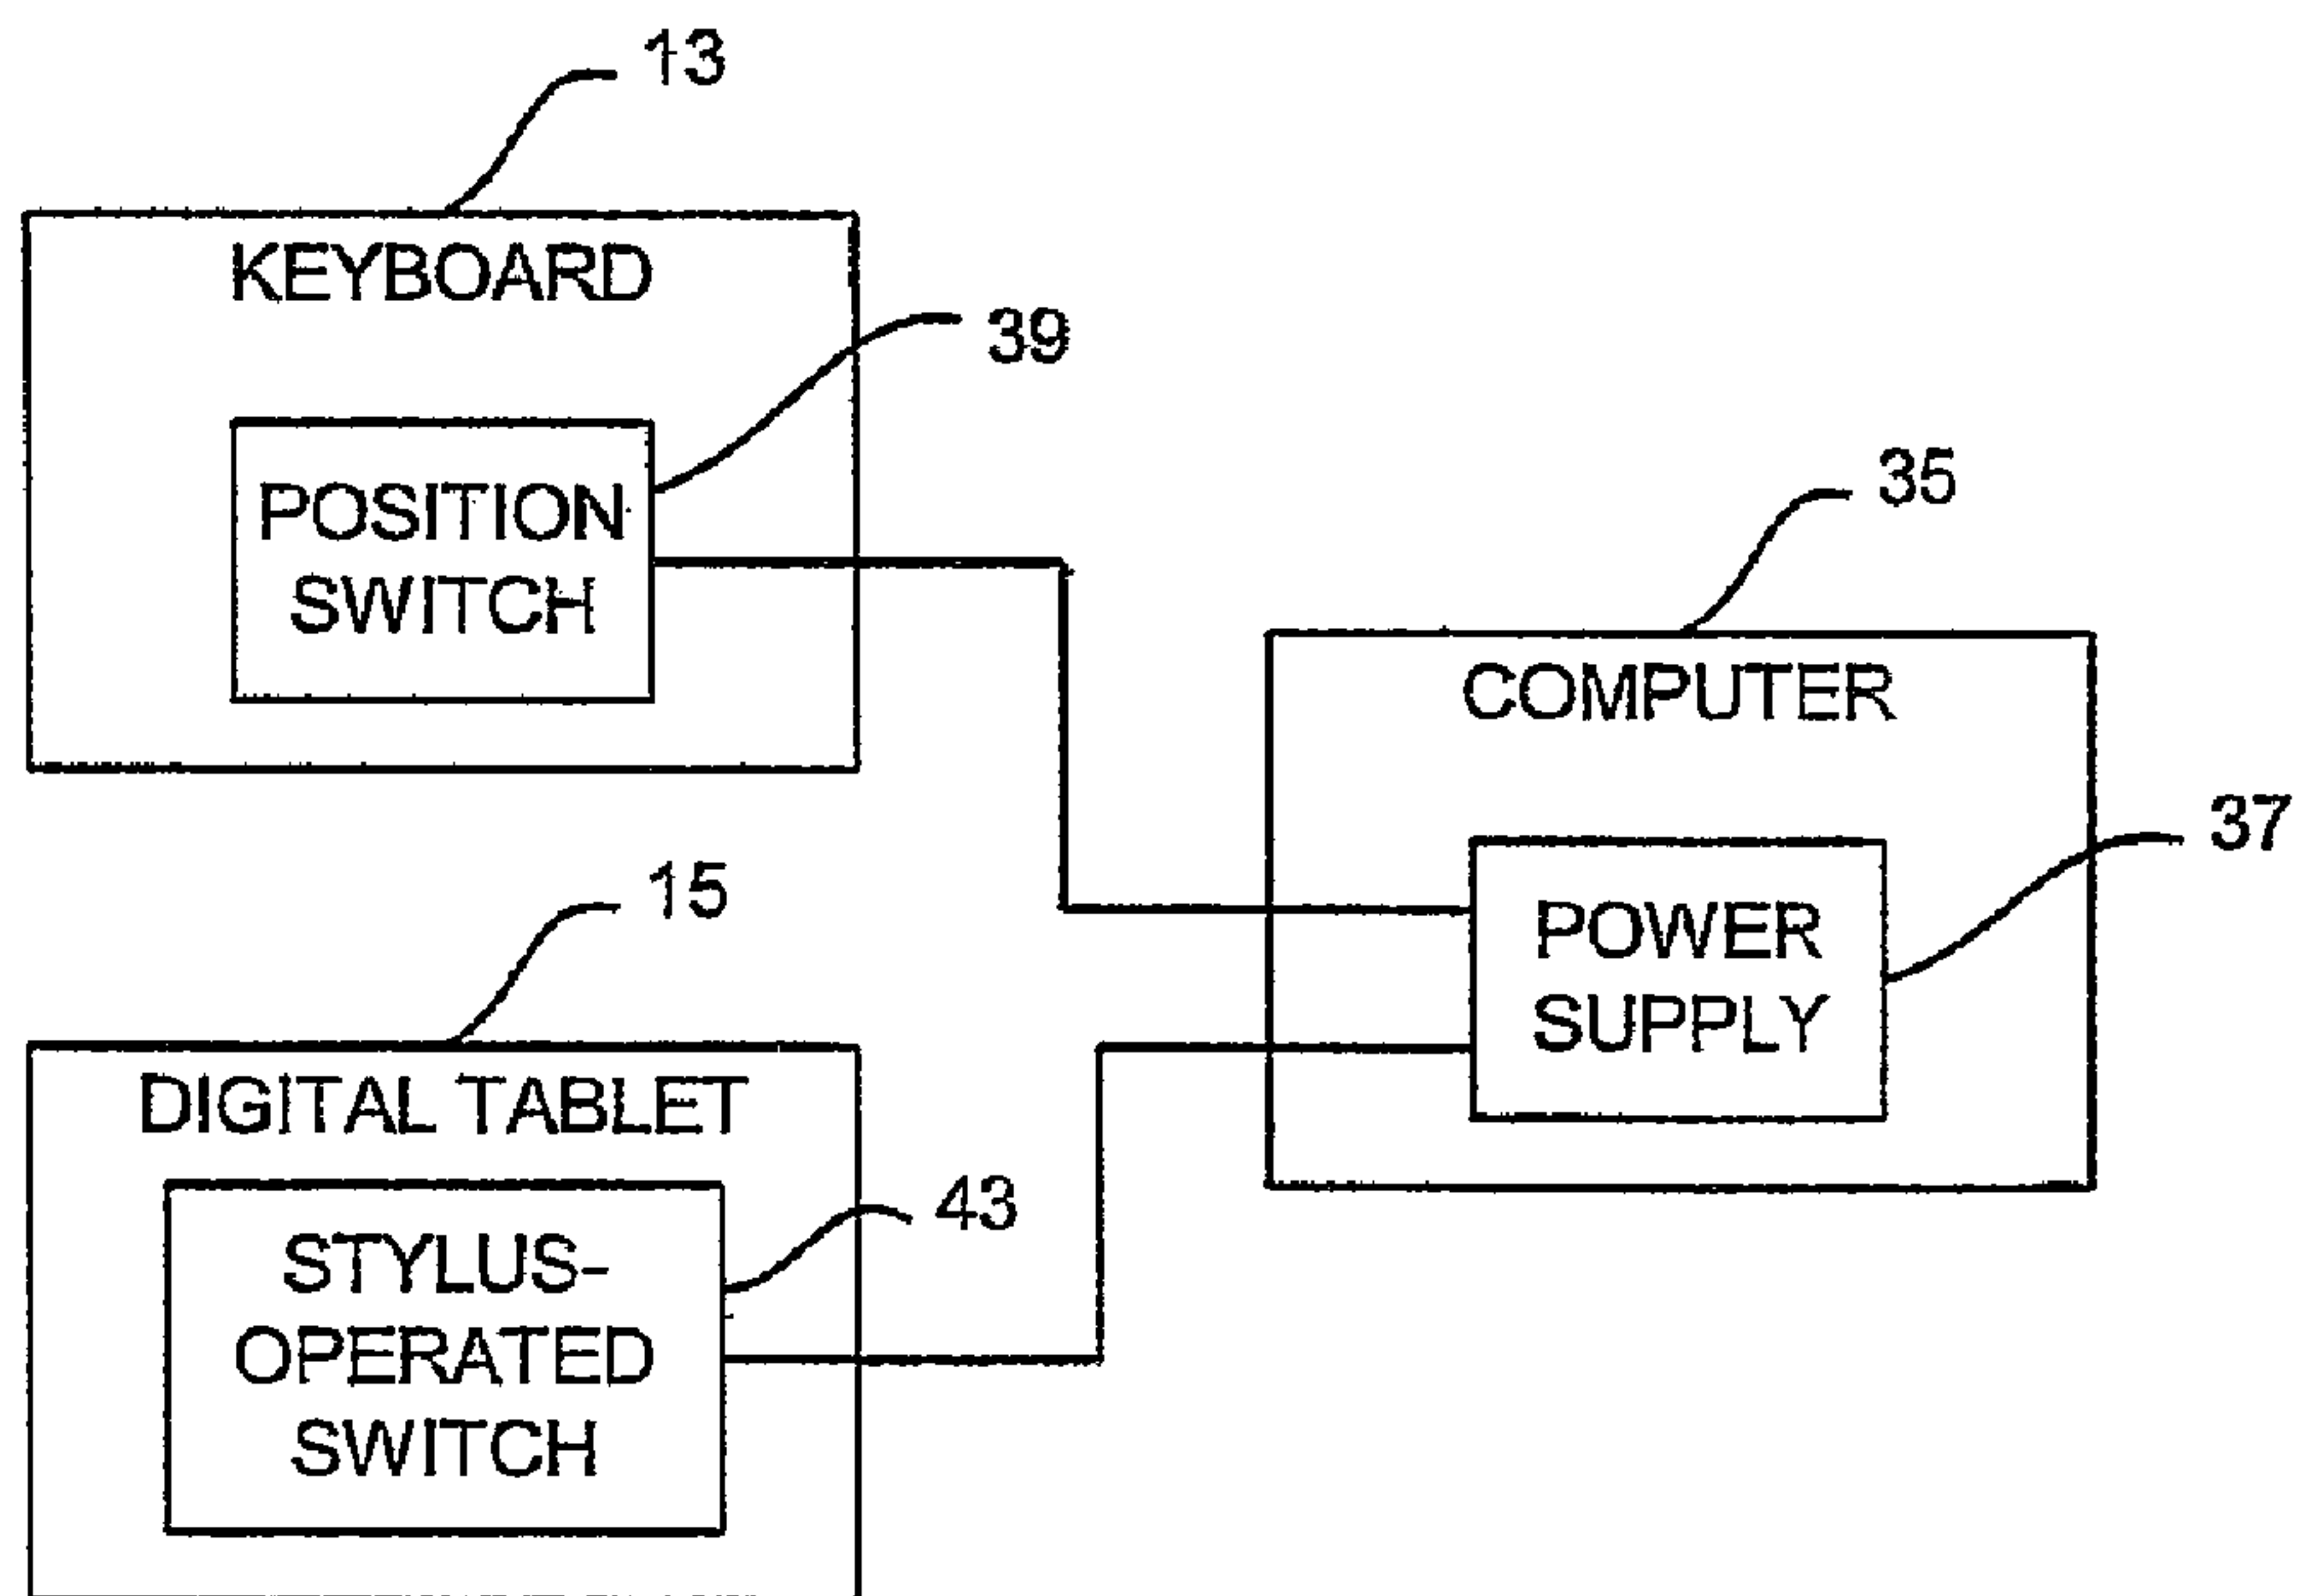 13
KEYBOARD
39
POSITION
SWITCH
35
COMPUTER
37
POWER
SUPPLY
15
DIGITAL TABLET
43
STYLUS-
OPERATED
SWITCH